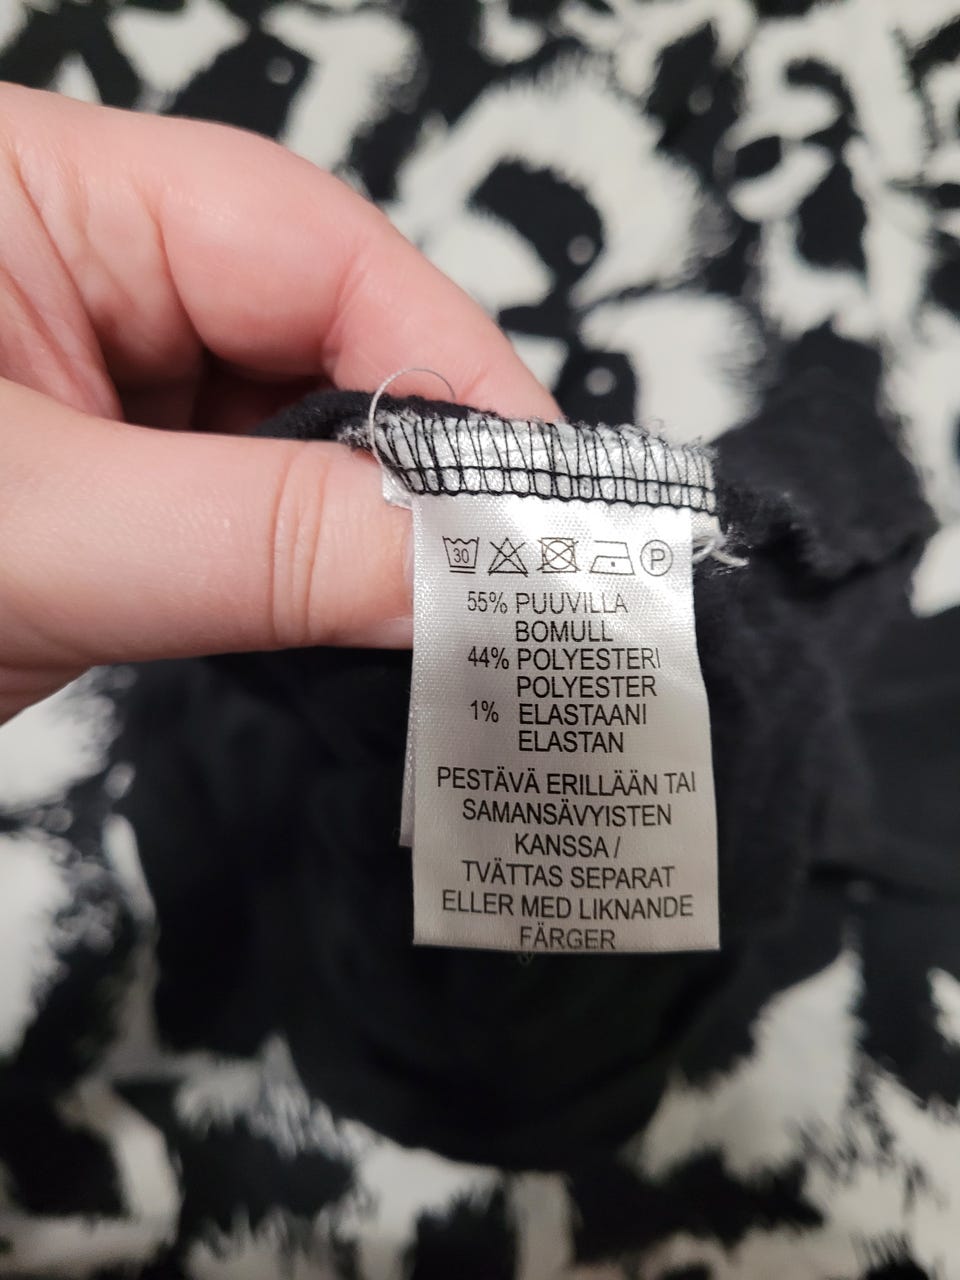 30 P
55% PUUVILLA
BOMULL
44% POLYESTERI
POLYESTER
1% ELASTAANI
ELASTAN
PESTÄVÄ ERILLÄÄN TAI
SAMANSÄVYISTEN
KANSSA /
TVÄTTAS SEPARAT
ELLER MED LIKNANDE
FÄRGER